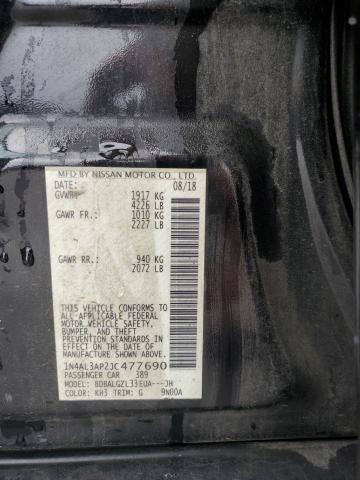 MFD BY NISSAN MOTOR CO., LTD.
DATE: 08/18
GVWR: 1917 KG
4226 LB
GAWR FR: 1010 KG
2227 LB
GAWR RR: 940 KG
2072 LB
THIS VEHICLE CONFORMS TO
ALL APPLICABLE FEDERAL
MOTOR VEHICLE SAFETY,
BUMPER, AND THEFT
PREVENTION STANDARDS
IN EFFECT ON THE DATE OF
MANUFACTURE SHOWN ABOVE.
1N4AL3AP2JC477690
PASSENGER CAR 389
MODEL: BDBALGZL33EUA---JH
COLOR: KH3 TRIM: G 9N00A